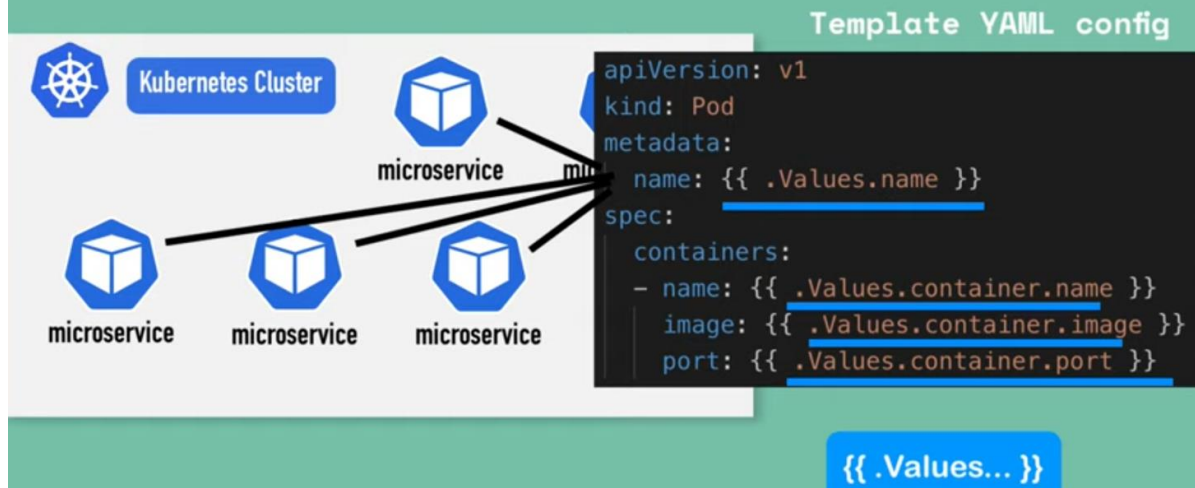 Template YAML config
Kubernetes Cluster
microservice
mi
microservice
microservice
microservice
apiVersion: v1
kind: Pod
metadata:
name: {{ .Values.name }}
spec:
containers:
- name: {{ .Values.container.name }}
image: {{ .Values.container.image }}
port: {{ .Values.container.port }}
{{ .Values... }}